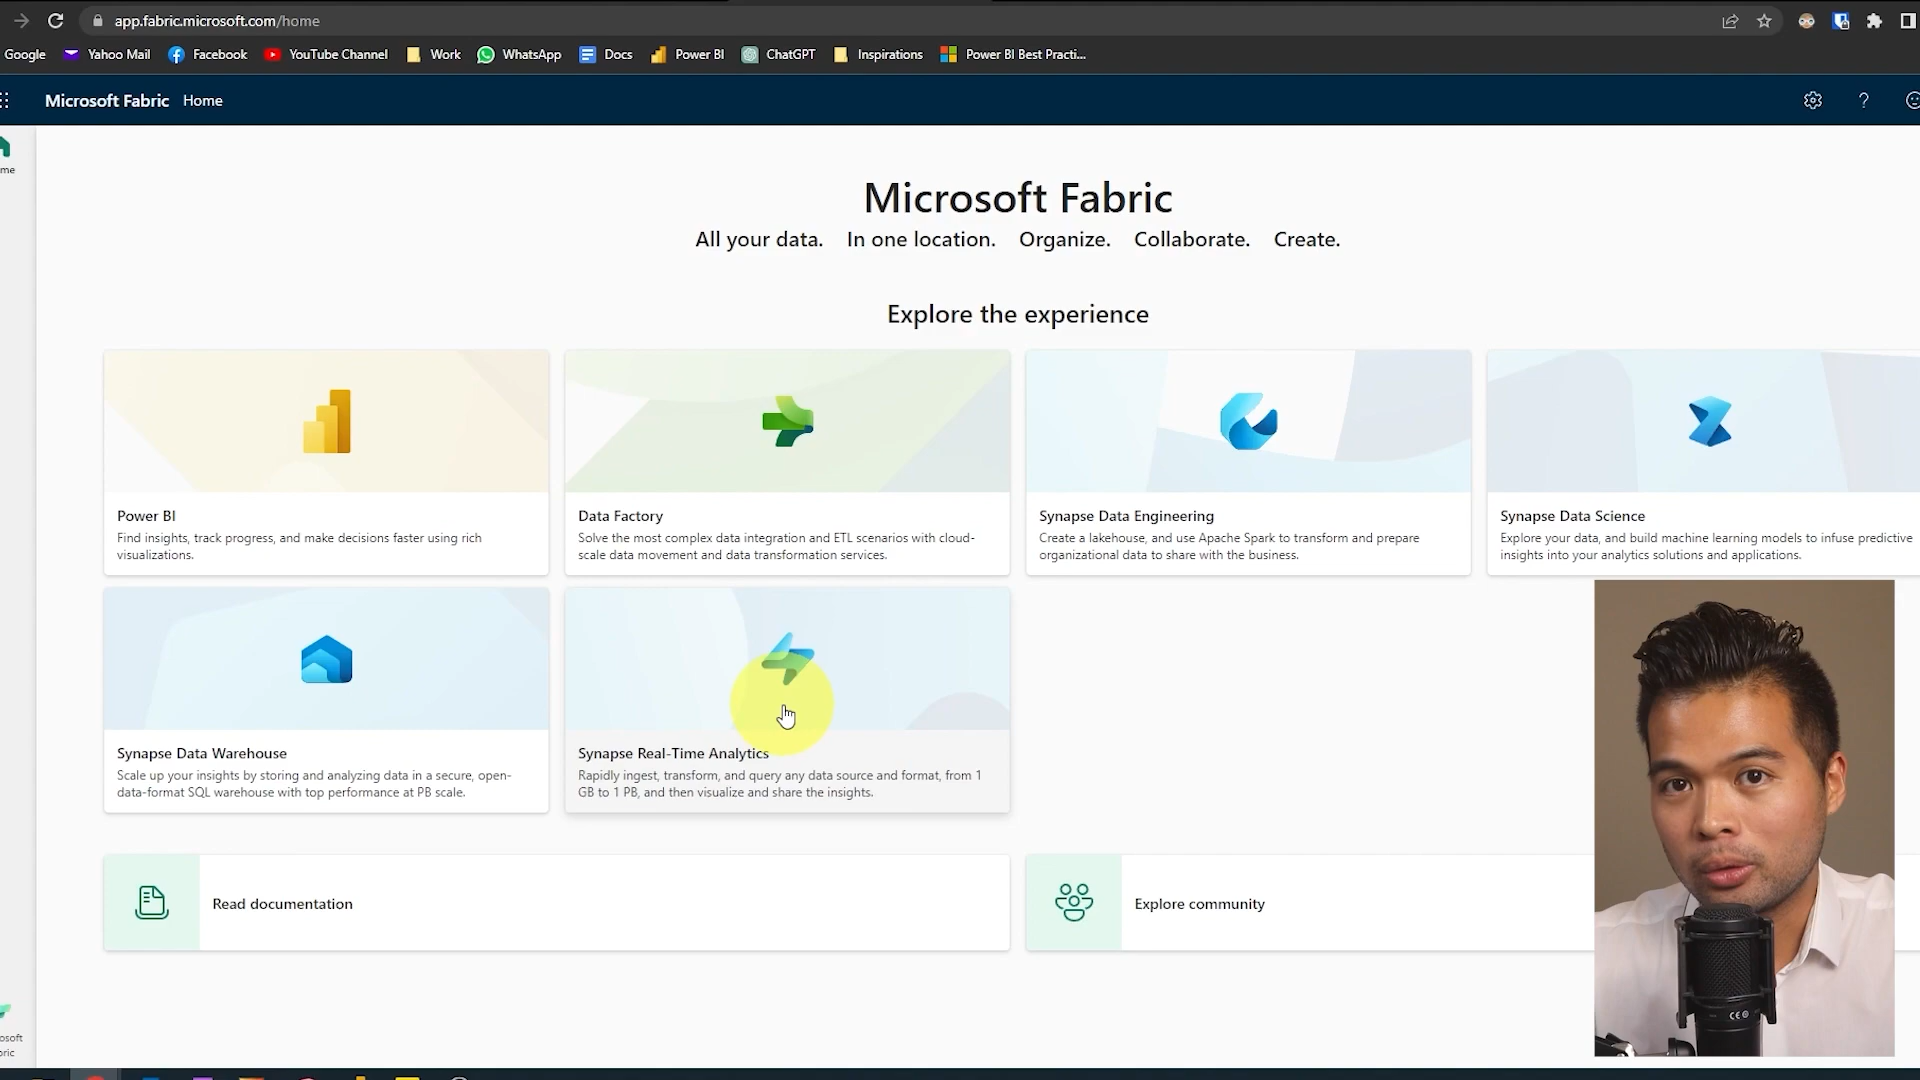 app.fabric.microsoft.com/home
Google Yahoo Mail Facebook YouTube Channel Work WhatsApp Docs Power BI ChatGPT Inspirations Power BI Best Practi...
Microsoft Fabric Home
me
Microsoft Fabric
All your data. In one location. Organize. Collaborate. Create.
Explore the experience
Power BI
Find insights, track progress, and make decisions faster using rich
visualizations.
Data Factory
Solve the most complex data integration and ETL scenarios with cloud-
scale data movement and data transformation services.
Synapse Data Engineering
Create a lakehouse, and use Apache Spark to transform and prepare
organizational data to share with the business.
Synapse Data Science
Explore your data, and build machine learning models to infuse predictive
insights into your analytics solutions and applications.
Synapse Data Warehouse
Scale up your insights by storing and analyzing data in a secure, open-
data-format SQL warehouse with top performance at PB scale.
Synapse Real-Time Analytics
Rapidly ingest, transform, and query any data source and format, from 1
GB to 1 PB, and then visualize and share the insights.
Read documentation
Explore community
osoft
bric
CE